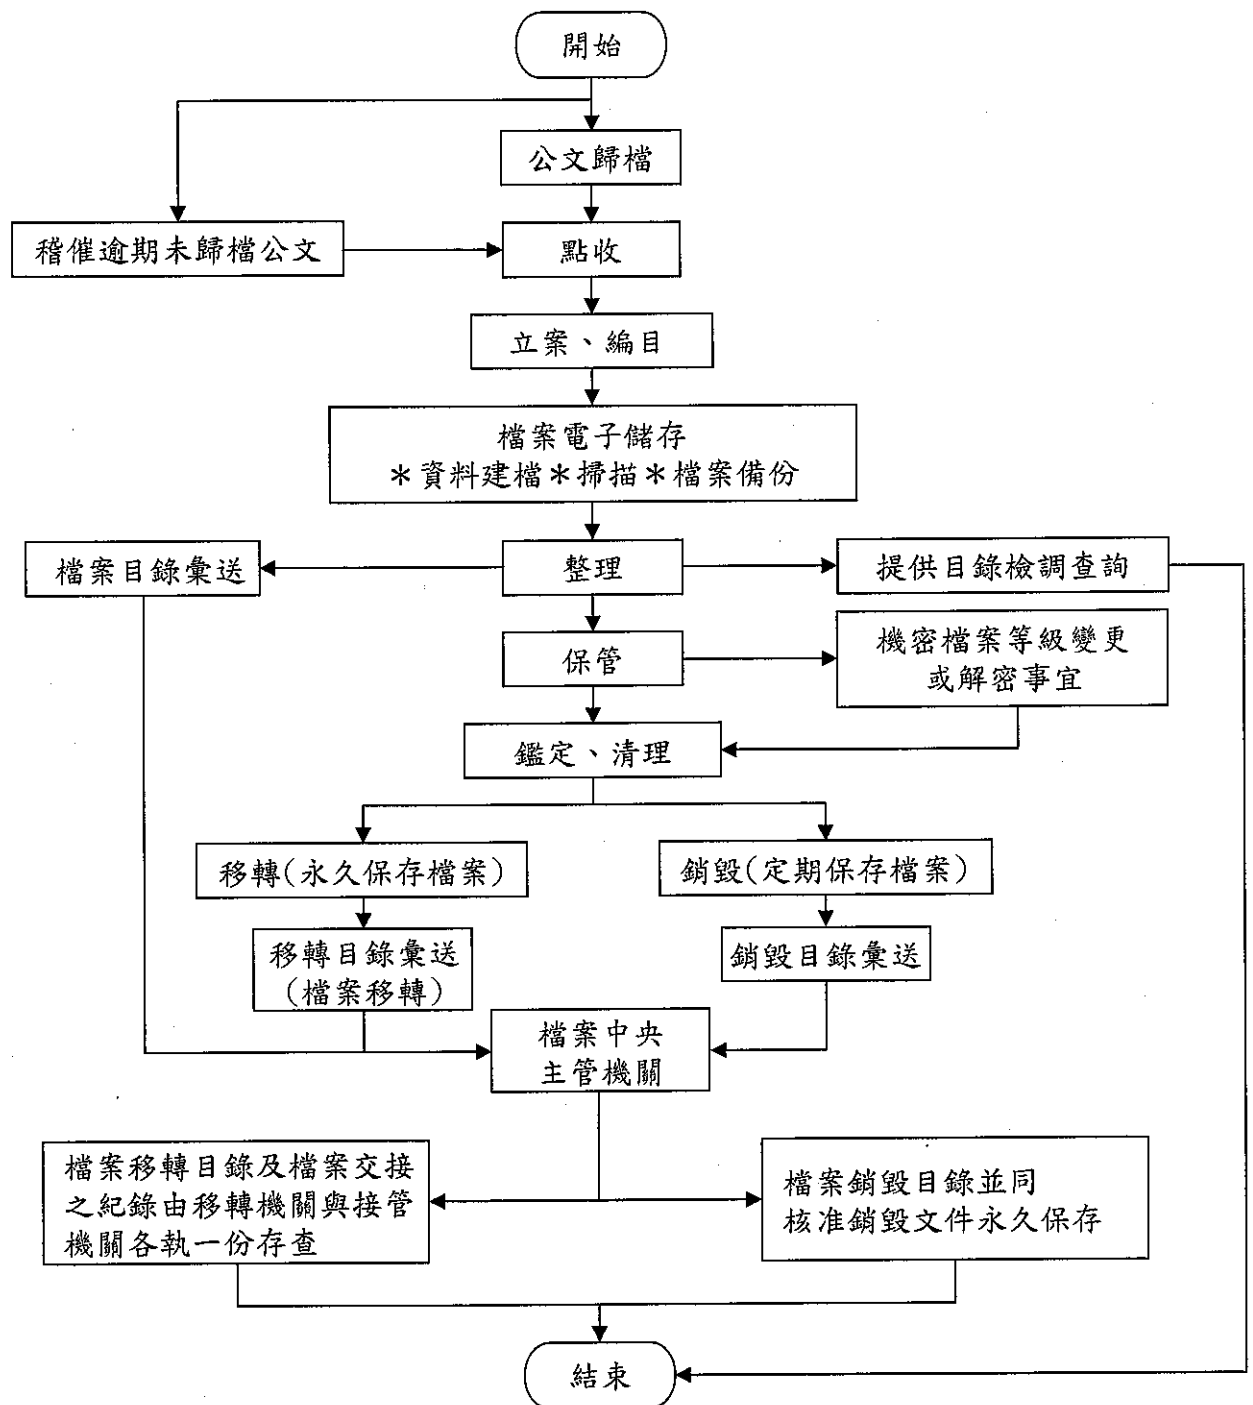 開始
公文歸檔
稽催逾期未歸檔公文
點收
立案、編目
檔案電子儲存
＊資料建檔＊掃描＊檔案備份
檔案目錄彙送
整理
提供目錄檢調查詢
保管
機密檔案等級變更
或解密事宜
鑑定、清理
移轉(永久保存檔案)
銷毀(定期保存檔案)
移轉目錄彙送
(檔案移轉)
銷毀目錄彙送
檔案中央
主管機關
檔案移轉目錄及檔案交接
之紀錄由移轉機關與接管
機關各執一份存查
檔案銷毀目錄並同
核准銷毀文件永久保存
結束